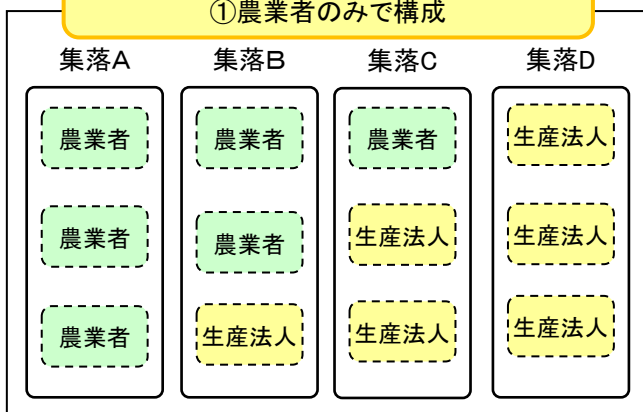 ①農業者のみで構成
集落A 集落B 集落C 集落D
農業者 農業者 農業者 生産法人
農業者 農業者 生産法人 生産法人
農業者 生産法人 生産法人 生産法人